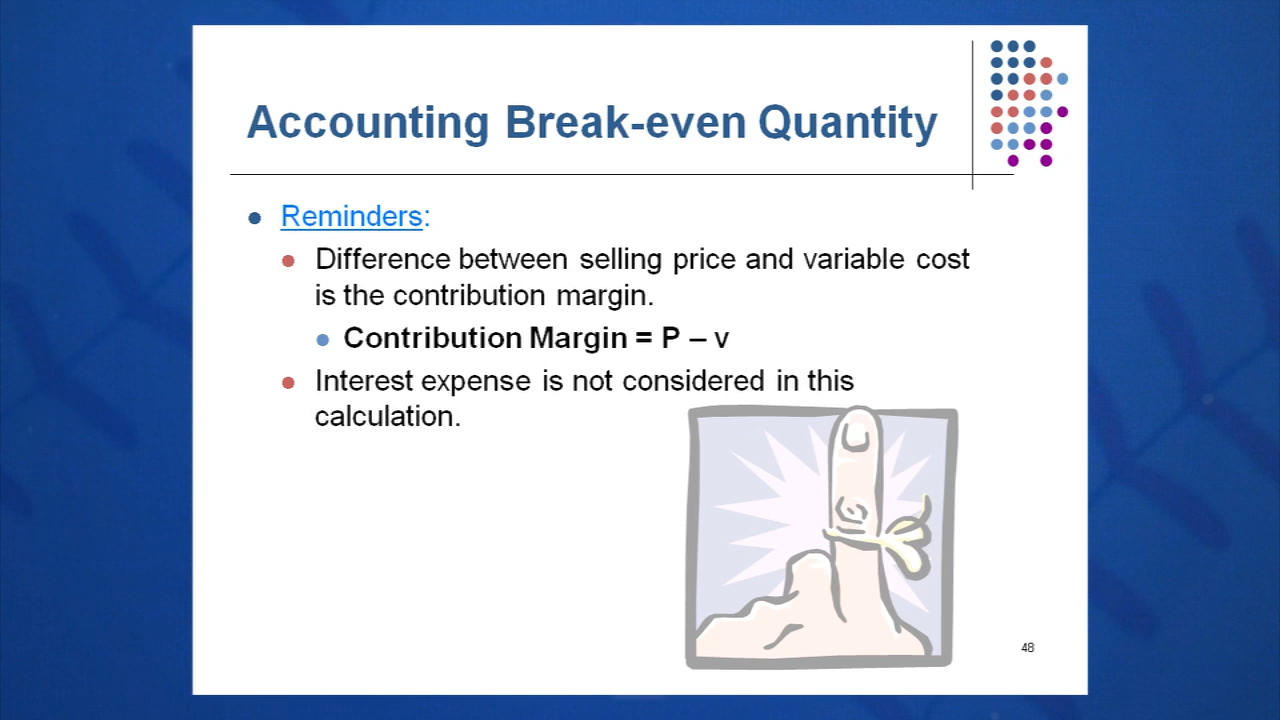 Accounting Break-even Quantity
Reminders:
Difference between selling price and variable cost
is the contribution margin.
Contribution Margin = P – v
Interest expense is not considered in this
calculation.
48